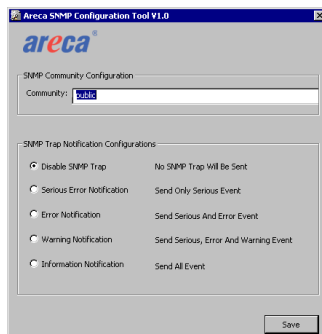 Areca SNMP Configuration Tool V1.0
areca®
SNMP Community Configuration
Community: public
SNMP Trap Notification Configurations
Disable SNMP Trap No SNMP Trap Will Be Sent
Serious Error Notification Send Only Serious Event
Error Notification Send Serious And Error Event
Warning Notification Send Serious, Error And Warning Event
Information Notification Send All Event
Save